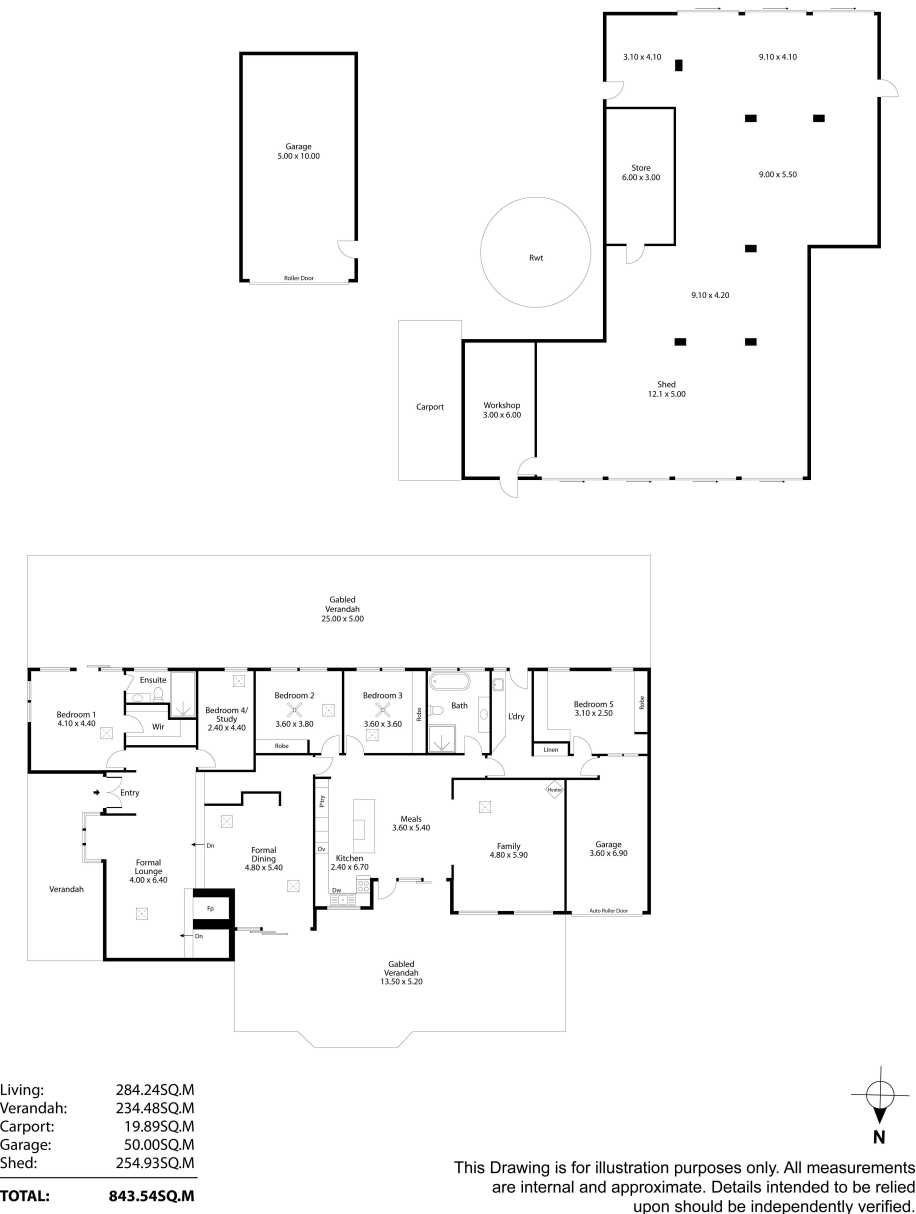 3.10 x 4.10
9.10 x 4.10
Garage
5.00 x 10.00
Store
6.00 x 3.00
9.00 x 5.50
Rwt
Roller Door
9.10 x 4.20
Shed
12.1 x 5.00
Carport
Workshop
3.00 x 6.00
Gabled
Verandah
25.00 x 5.00
Ensuite
Bedroom 1
4.10 x 4.40
Wir
Bedroom 4/
Study
2.40 x 4.40
Bedroom 2
3.60 x 3.80
Robe
Bedroom 3
3.60 x 3.60
Robe
Bath
L'dry
Linen
Bedroom 5
3.10 x 2.50
Robe
Entry
P'try
Meals
3.60 x 5.40
Heater
Dn
Formal
Dining
4.80 x 5.40
Dv
Kitchen
2.40 x 6.70
Dw
Family
4.80 x 5.90
Garage
3.60 x 6.90
Auto Roller Door
Formal
Lounge
4.00 x 6.40
Verandah
Fp
Dn
Gabled
Verandah
13.50 x 5.20
Living: 284.24SQ.M
Verandah: 234.48SQ.M
Carport: 19.89SQ.M
Garage: 50.00SQ.M
Shed: 254.93SQ.M
TOTAL: 843.54SQ.M
N
This Drawing is for illustration purposes only. All measurements
are internal and approximate. Details intended to be relied
upon should be independently verified.